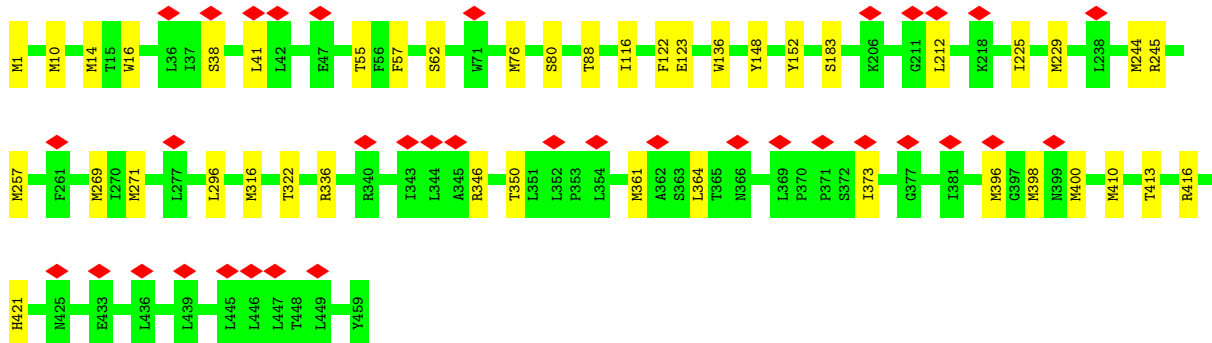 M1 M10 M14 T15 W16 L36 I37 S38 L41 L42 E47 T55 F56 F57 S62 W71 M76 S80 T88 I116 F122 E123 W136 Y148 Y152 S183 K206 G211 L212 K218 I225 M229 L238 M244 R245
M257 F261 M269 I270 M271 L277 L296 M316 T322 R336 R340 I343 L344 A345 R346 T350 L351 L352 P353 L354 M361 A362 S363 L364 T365 N366 L369 P370 P371 S372 I373 G377 I381 M396 G397 M398 N399 M400 M410 T413 R416
H421 N425 E433 L436 L439 L445 L446 L447 T448 L449 Y459